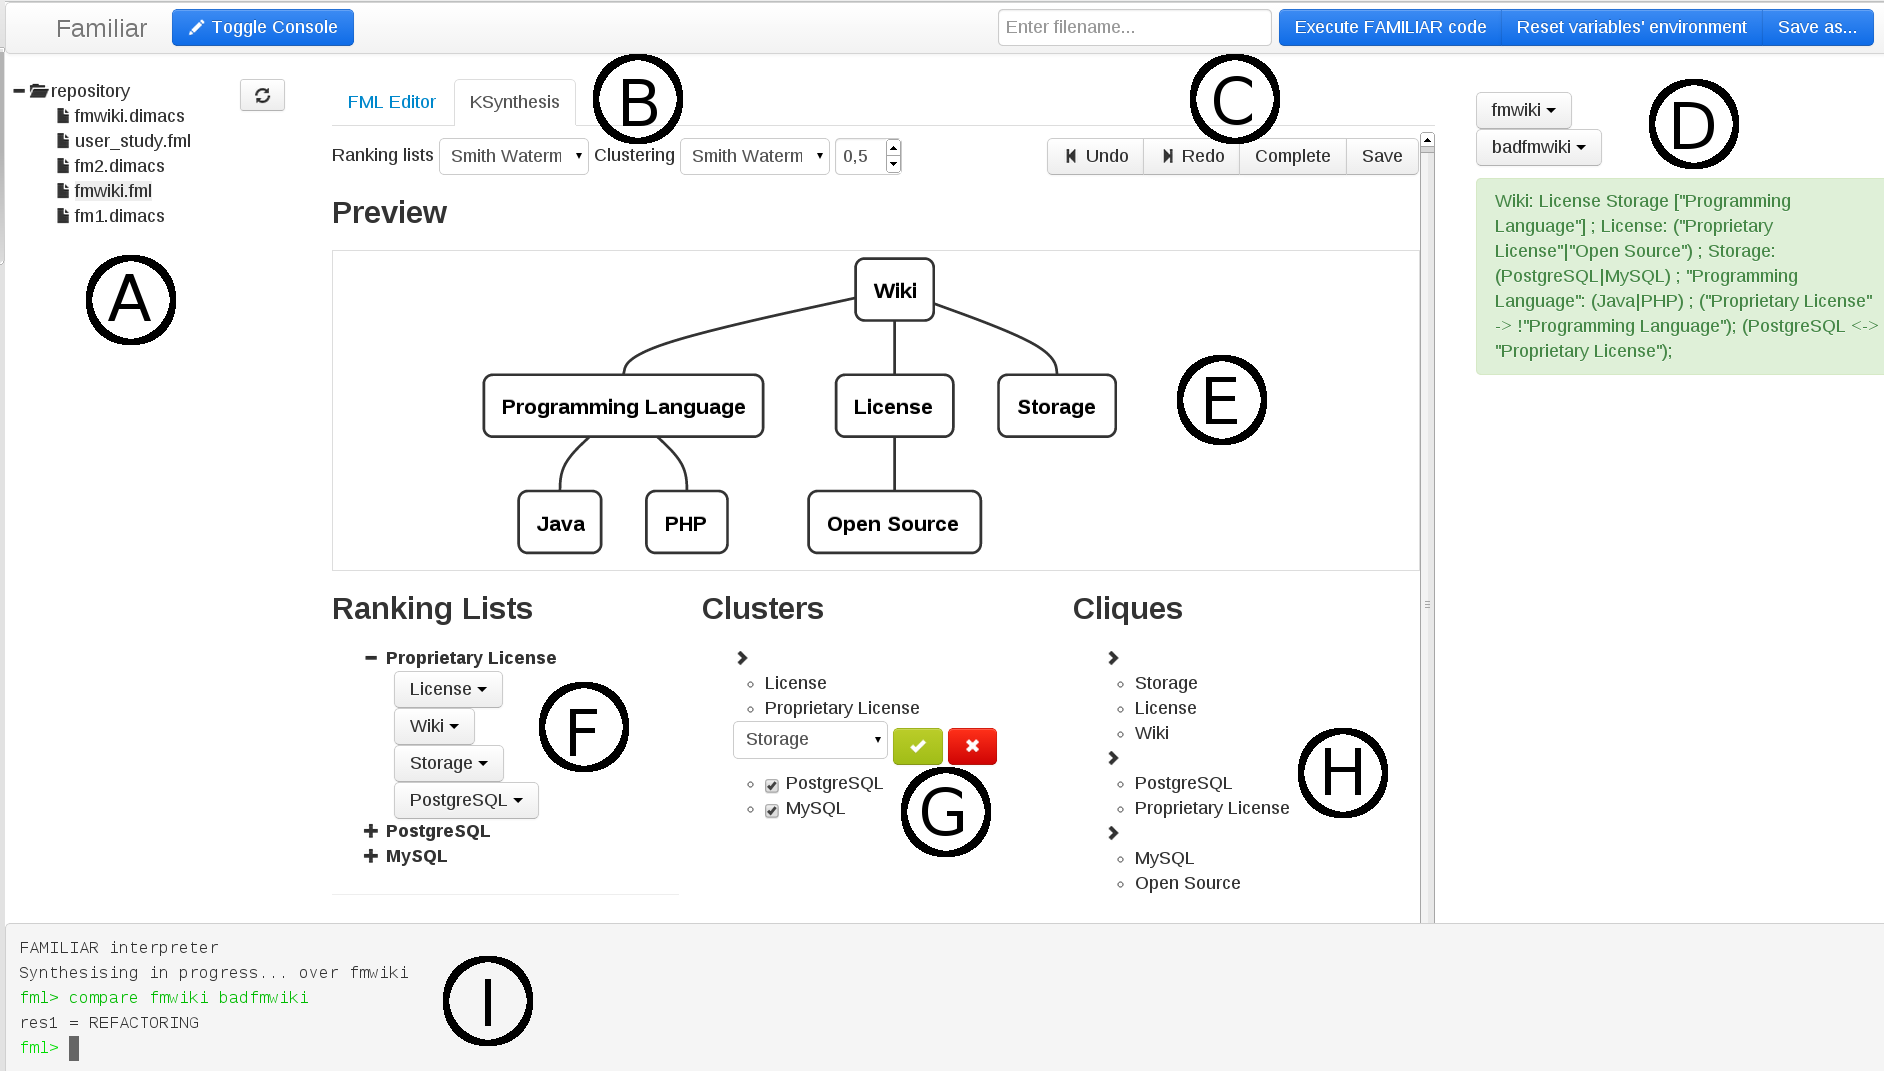 Familiar
Toggle Console
Enter filename...
Execute FAMILIAR code
Reset variables' environment
Save as...
repository
fmwiki.dimacs
user_study.fml
fm2.dimacs
fmwiki.fml
fm1.dimacs
A
FML Editor
KSynthesis
B
C
Ranking lists
Smith Waterm
Clustering
Smith Waterm
0,5
Undo
Redo
Complete
Save
Preview
Wiki
Programming Language
License
Storage
E
Java
PHP
Open Source
Ranking Lists
Proprietary License
License
Wiki
Storage
PostgreSQL
PostgreSQL
MySQL
F
Clusters
License
Proprietary License
Storage
PostgreSQL
MySQL
G
Cliques
Storage
License
Wiki
PostgreSQL
Proprietary License
MySQL
Open Source
H
fmwiki
badfmwiki
D
Wiki: License Storage ["Programming
Language"] ; License: ("Proprietary
License"|"Open Source") ; Storage:
(PostgreSQL|MySQL) ; "Programming
Language": (Java|PHP) ; ("Proprietary License"
-> !"Programming Language"); (PostgreSQL <->
"Proprietary License");
FAMILIAR interpreter
Synthesising in progress... over fmwiki
fml> compare fmwiki badfmwiki
res1 = REFACTORING
fml>
I